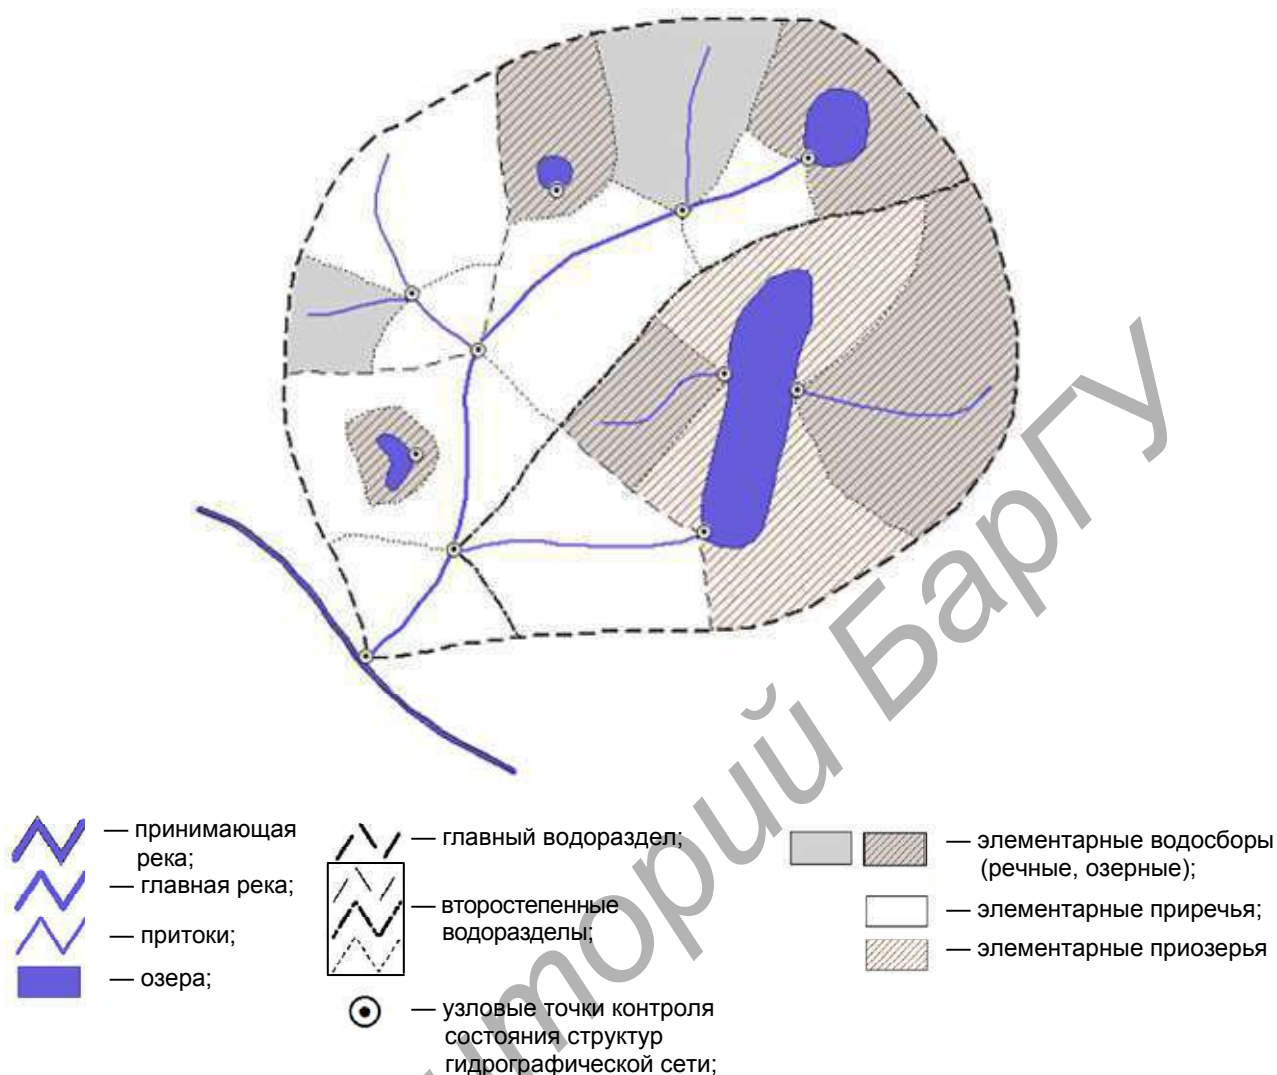 — принимающая
река;
— главная река;
— притоки;
— озера;
— главный водораздел;
— второстепенные
водоразделы;
— узловые точки контроля
состояния структур
гидрографической сети;
— элементарные водосборы
(речные, озерные);
— элементарные приречья;
— элементарные приозерья
БарГУ